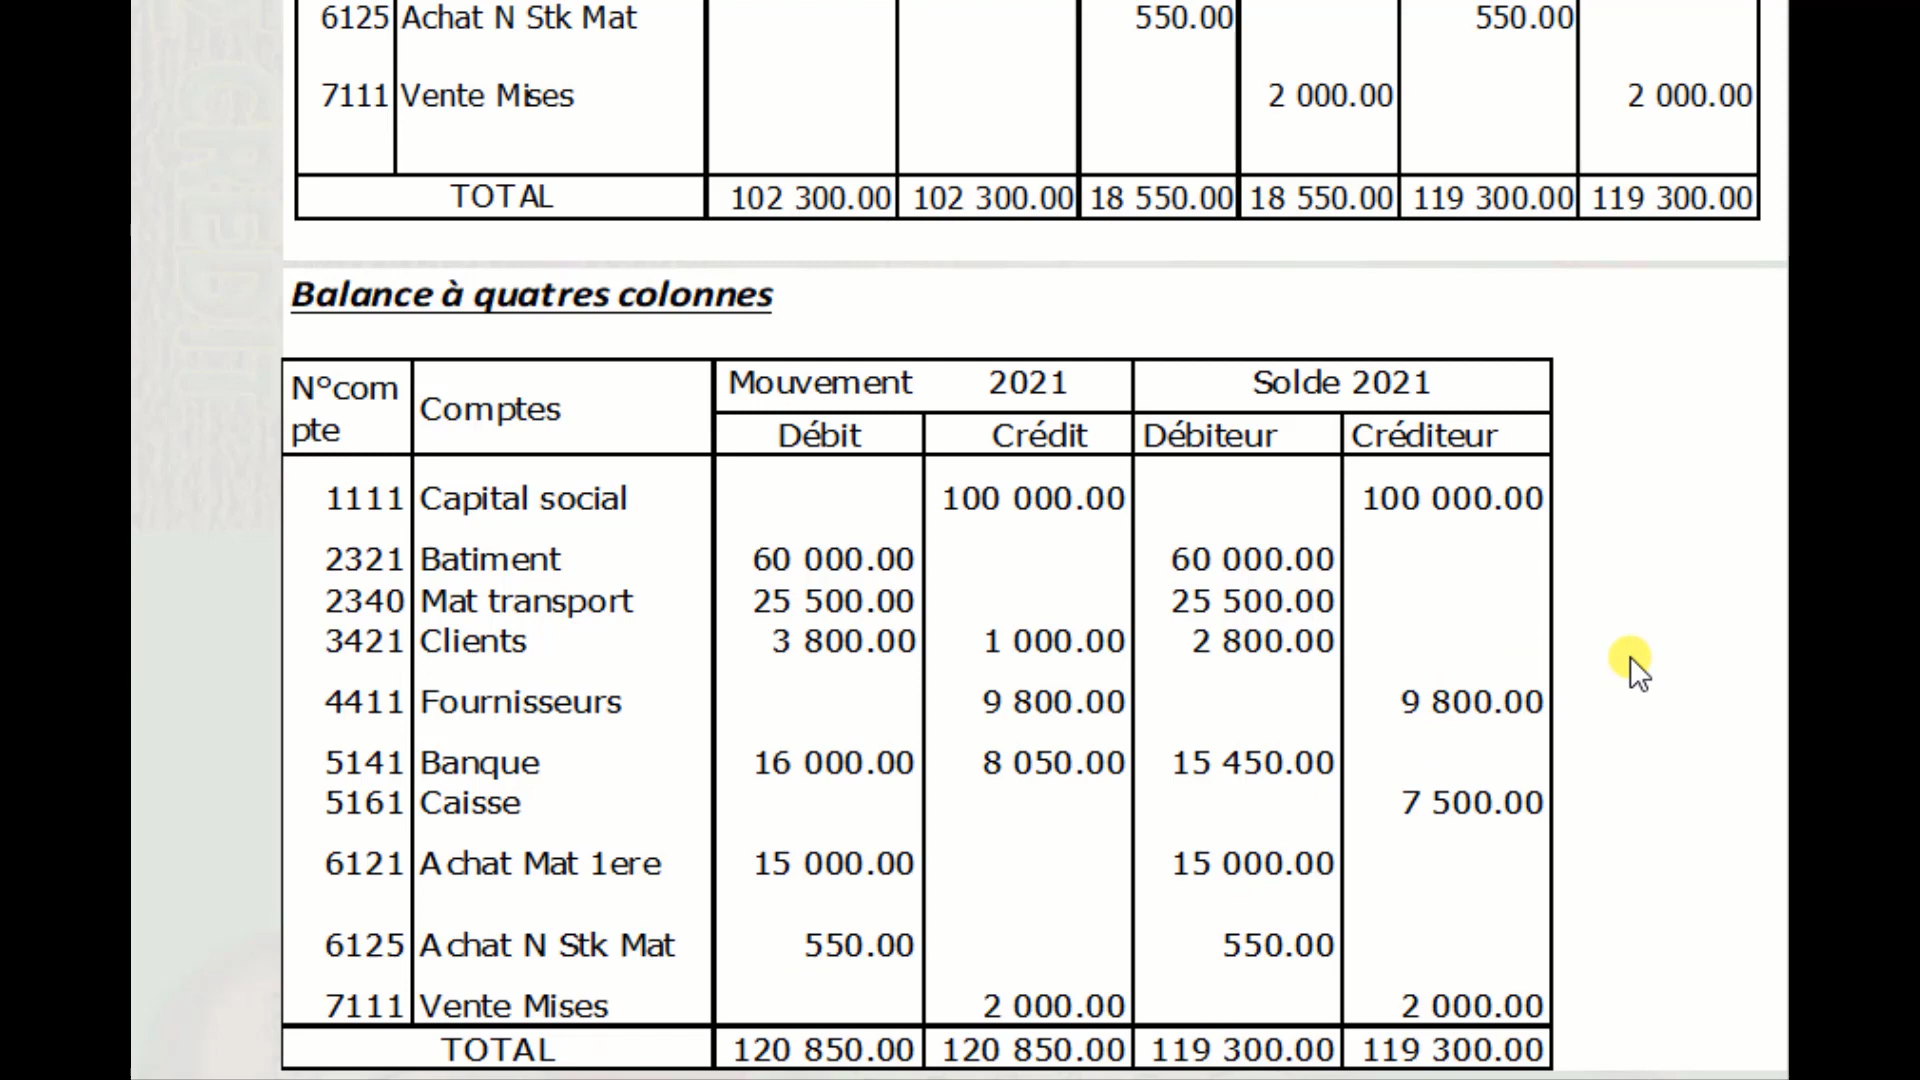 6125 Achat N Stk Mat 550.00 550.00
7111 Vente Mises 2 000.00 2 000.00
TOTAL 102 300.00 102 300.00 18 550.00 18 550.00 119 300.00 119 300.00
Balance à quatres colonnes
N°com
pte
Comptes
Mouvement 2021 Solde 2021
Débit Crédit Débiteur Créditeur
1111 Capital social 100 000.00 100 000.00
2321 Batiment 60 000.00 60 000.00
2340 Mat transport 25 500.00 25 500.00
3421 Clients 3 800.00 1 000.00 2 800.00
4411 Fournisseurs 9 800.00 9 800.00
5141 Banque 16 000.00 8 050.00 15 450.00
5161 Caisse 7 500.00
6121 Achat Mat 1ere 15 000.00 15 000.00
6125 Achat N Stk Mat 550.00 550.00
7111 Vente Mises 2 000.00 2 000.00
TOTAL 120 850.00 120 850.00 119 300.00 119 300.00